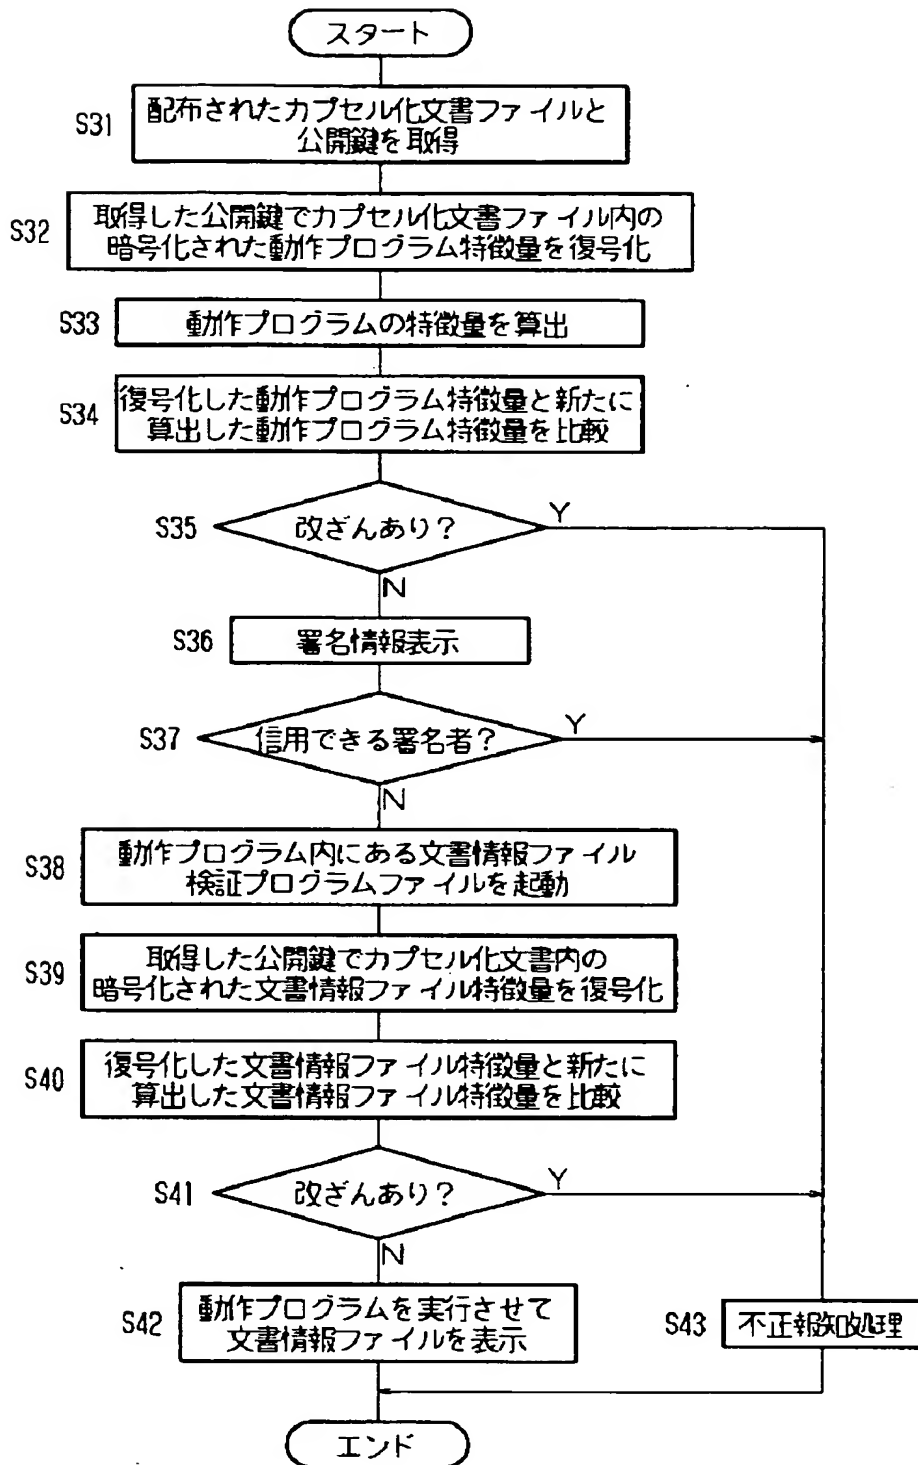 スタート
S31
配布されたカプセル化文書ファイルと
公開鍵を取得
S32
取得した公開鍵でカプセル化文書ファイル内の
暗号化された動作プログラム特徴量を復号化
S33
動作プログラムの特徴量を算出
S34
復号化した動作プログラム特徴量と新たに
算出した動作プログラム特徴量を比較
S35
改ざんあり?
Y
N
S36
署名情報表示
S37
信用できる署名者?
Y
N
S38
動作プログラム内にある文書情報ファイル
検証プログラムファイルを起動
S39
取得した公開鍵でカプセル化文書内の
暗号化された文書情報ファイル特徴量を復号化
S40
復号化した文書情報ファイル特徴量と新たに
算出した文書情報ファイル特徴量を比較
S41
改ざんあり?
Y
N
S42
動作プログラムを実行させて
文書情報ファイルを表示
S43
不正報知処理
エンド